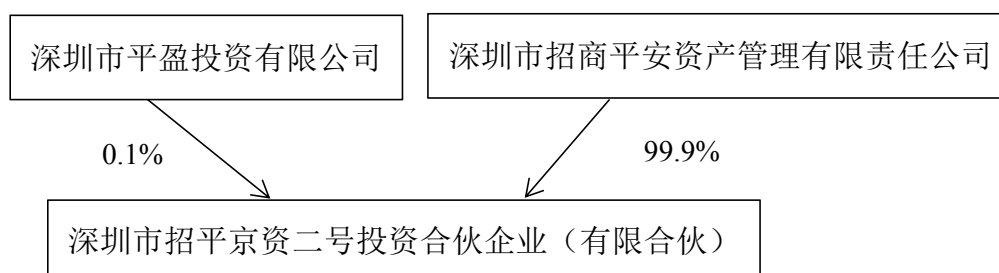 深圳市平盈投资有限公司
深圳市招商平安资产管理有限责任公司
0.1%
99.9%
深圳市招平京资二号投资合伙企业（有限合伙）